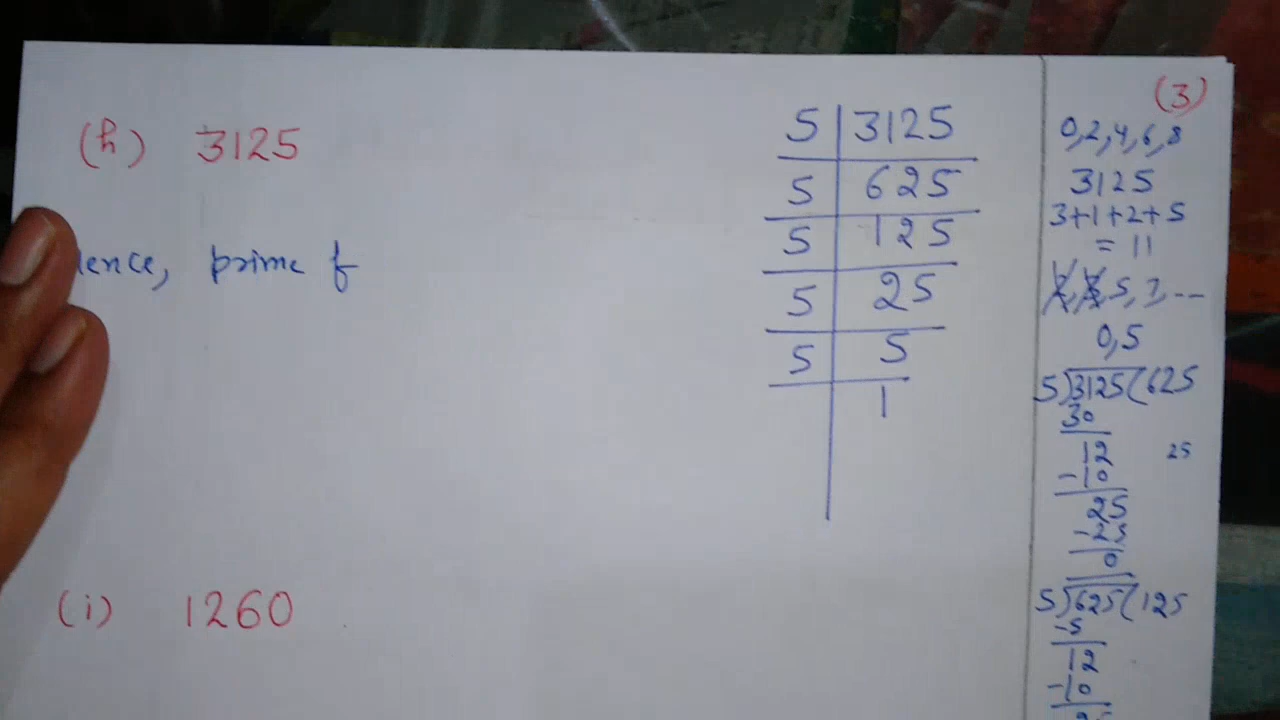 (h) 3125
hence, prime f
5 | 3125
5 | 625
5 | 125
5 | 25
5 | 5
1
(i) 1260
(3)
0,2,4,6,8
3125
3+1+2+5
= 11
2,3,5,7,---
0,5
5)3125(625
30
12
-10
25
-25
0
25
5)625(125
-5
12
-10